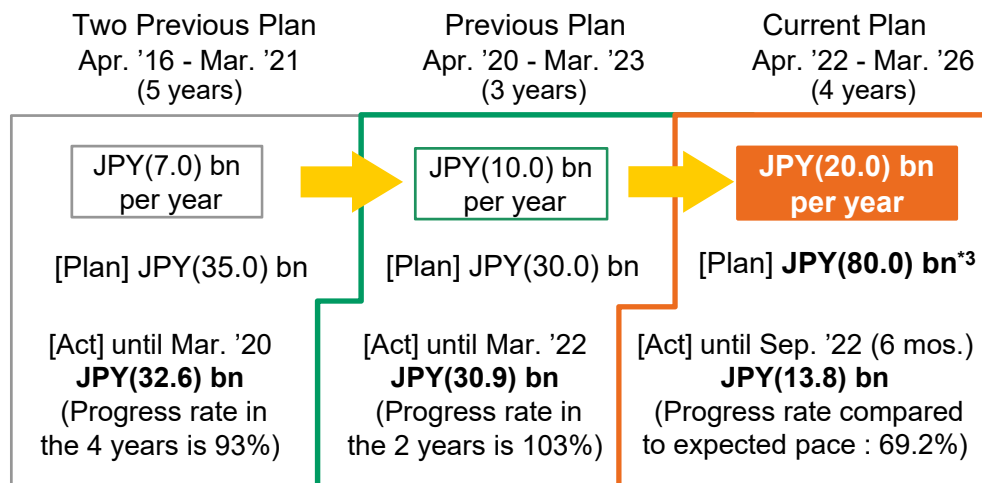 Two Previous Plan
Apr. ’16 - Mar. ’21
(5 years)
JPY(7.0) bn
per year
[Plan] JPY(35.0) bn
[Act] until Mar. ’20
JPY(32.6) bn
(Progress rate in
the 4 years is 93%)
Previous Plan
Apr. ’20 - Mar. ’23
(3 years)
JPY(10.0) bn
per year
[Plan] JPY(30.0) bn
[Act] until Mar. ’22
JPY(30.9) bn
(Progress rate in
the 2 years is 103%)
Current Plan
Apr. ’22 - Mar. ’26
(4 years)
JPY(20.0) bn
per year
[Plan] JPY(80.0) bn*3
[Act] until Sep. ’22 (6 mos.)
JPY(13.8) bn
(Progress rate compared
to expected pace : 69.2%)